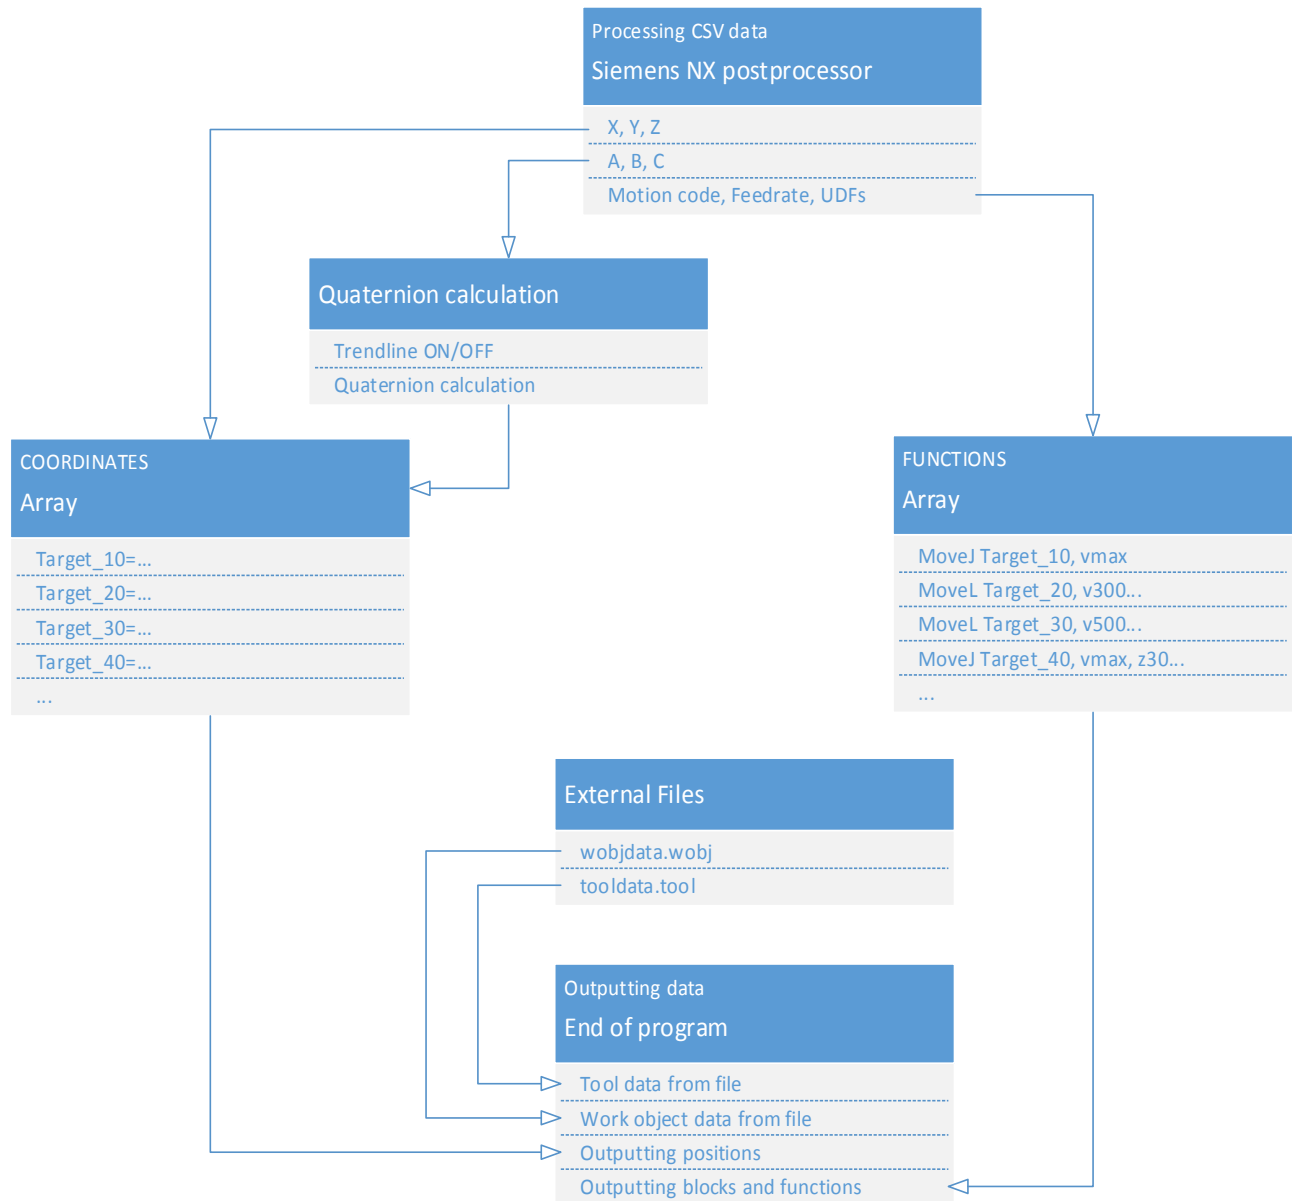 Processing CSV data
Siemens NX postprocessor
X, Y, Z
A, B, C
Motion code, Feedrate, UDFs
Quaternion calculation
Trendline ON/OFF
Quaternion calculation
COORDINATES
Array
Target_10=...
Target_20=...
Target_30=...
Target_40=...
...
FUNCTIONS
Array
MoveJ Target_10, vmax
MoveL Target_20, v300...
MoveL Target_30, v500...
MoveJ Target_40, vmax, z30...
...
External Files
wobjdata.wobj
tooldata.tool
Outputting data
End of program
Tool data from file
Work object data from file
Outputting positions
Outputting blocks and functions